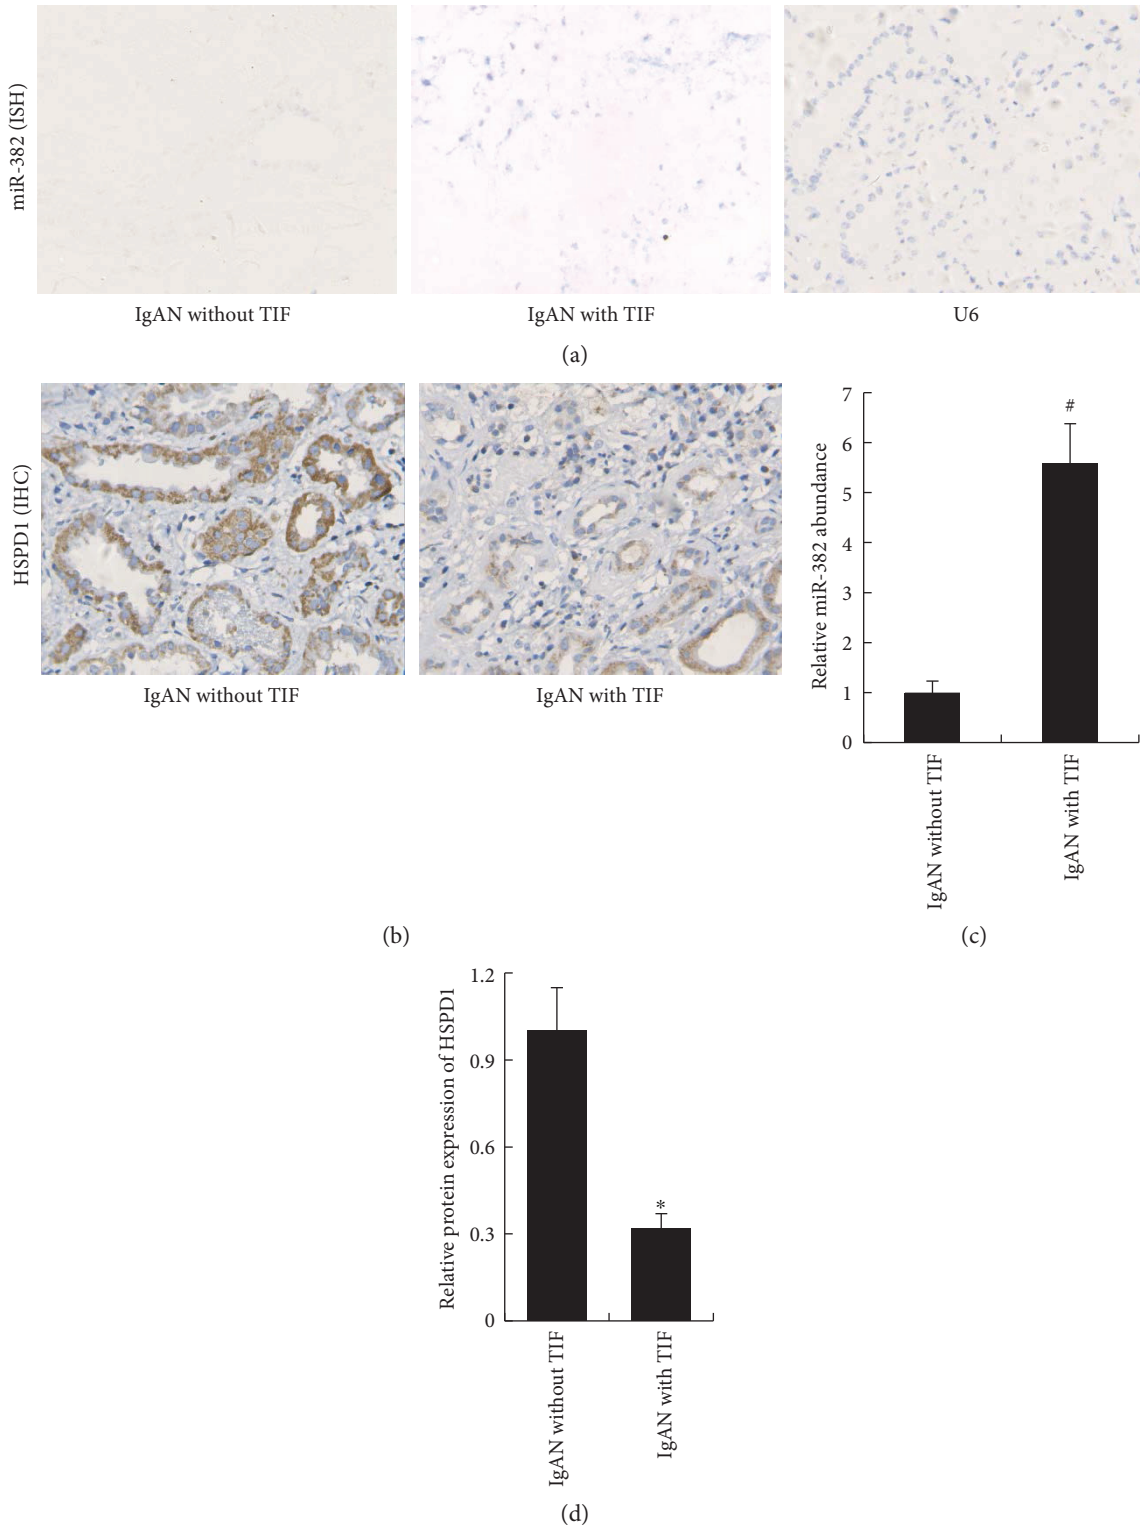 miR-382 (ISH)
IgAN without TIF
IgAN with TIF
U6
(a)
HSPD1 (IHC)
IgAN without TIF
IgAN with TIF
(b)
Relative miR-382 abundance
7
6
5
4
3
2
1
0
#
IgAN without TIF
IgAN with TIF
(c)
Relative protein expression of HSPD1
1.2
0.9
0.6
0.3
0
*
IgAN without TIF
IgAN with TIF
(d)